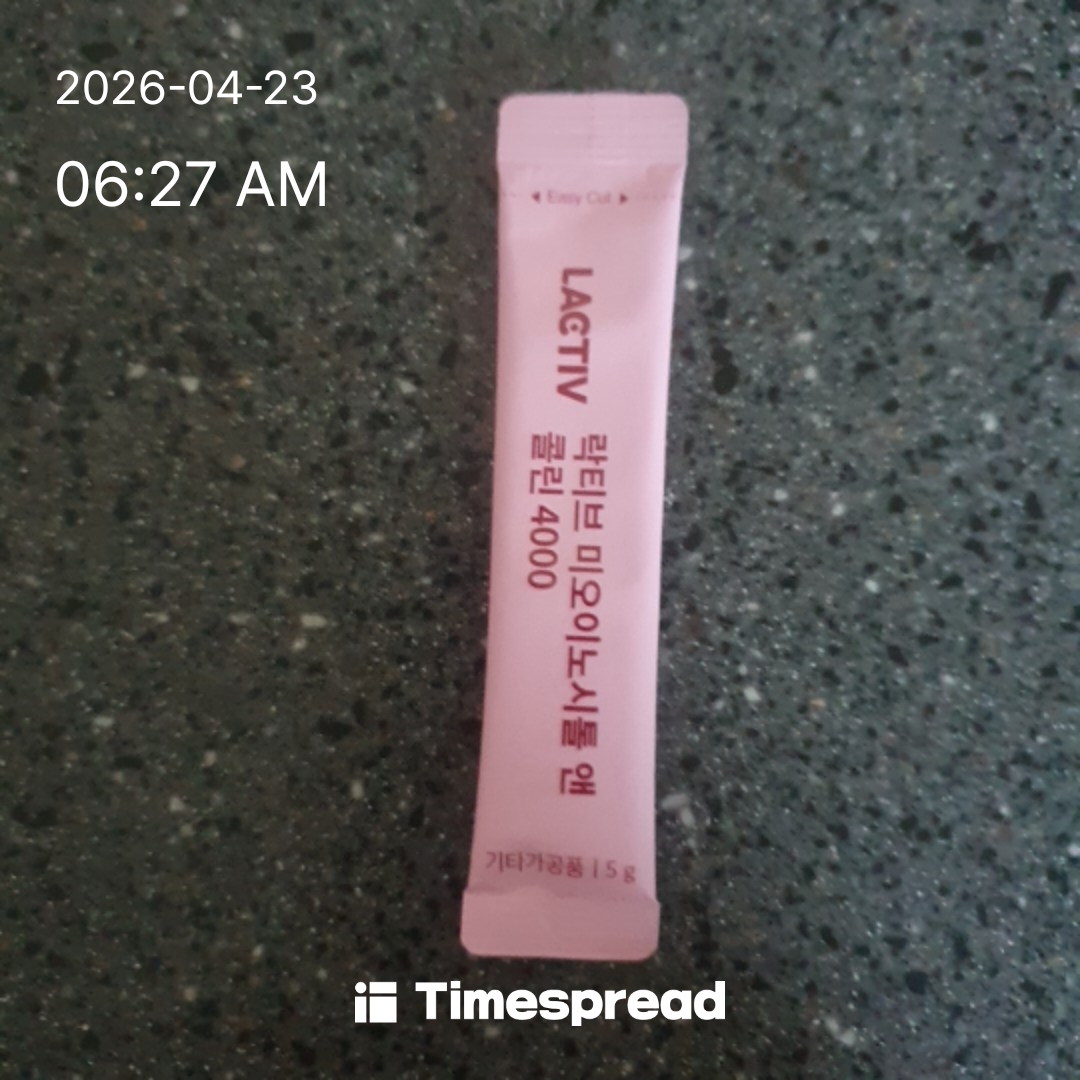 2026-04-23
06:27 AM
◀ Easy Cut ▶
LACTIV
락티브 미오이노시톨 앤
콜린 4000
기타가공품 | 5 g
Timespread